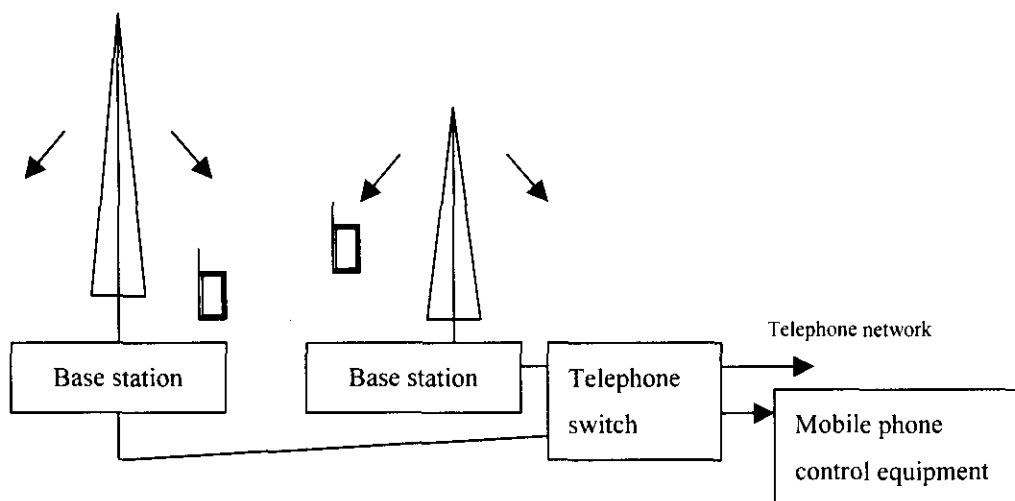 Telephone network
Base station
Base station
Telephone
switch
Mobile phone
control equipment